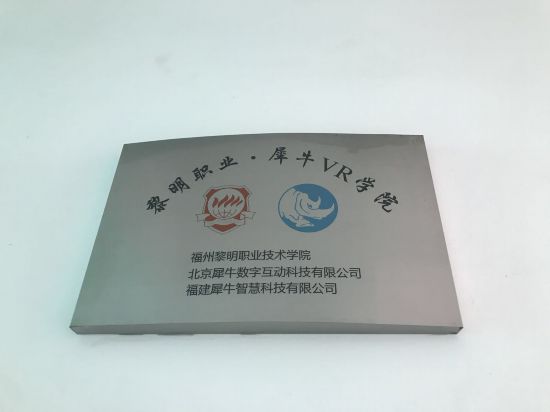 黎明职业·犀牛VR学院
福州黎明职业技术学院
北京犀牛数字互动科技有限公司
福建犀牛智慧科技有限公司